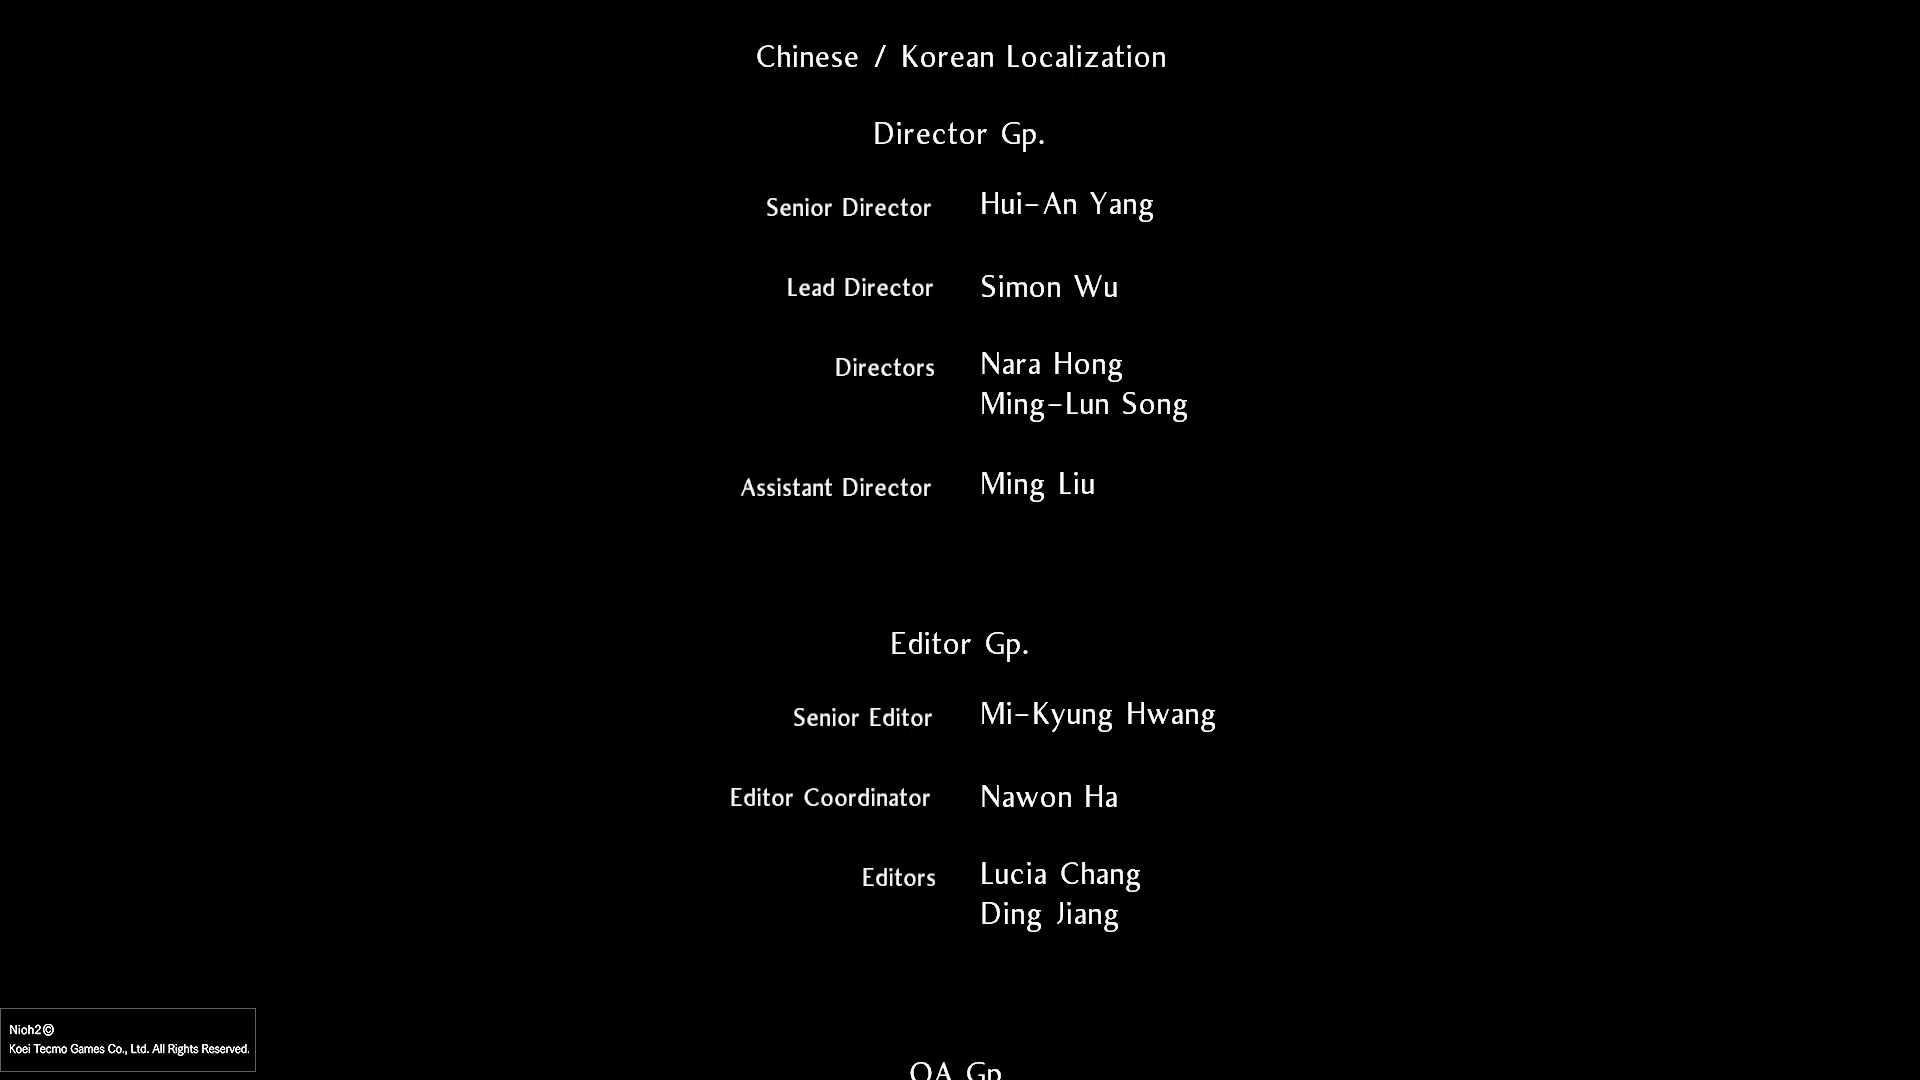 Chinese / Korean Localization
Director Gp.
Senior Director Hui-An Yang
Lead Director Simon Wu
Directors Nara Hong
Ming-Lun Song
Assistant Director Ming Liu
Editor Gp.
Senior Editor Mi-Kyung Hwang
Editor Coordinator Nawon Ha
Editors Lucia Chang
Ding Jiang
QA Gp
Nioh2©
Koei Tecmo Games Co., Ltd. All Rights Reserved.